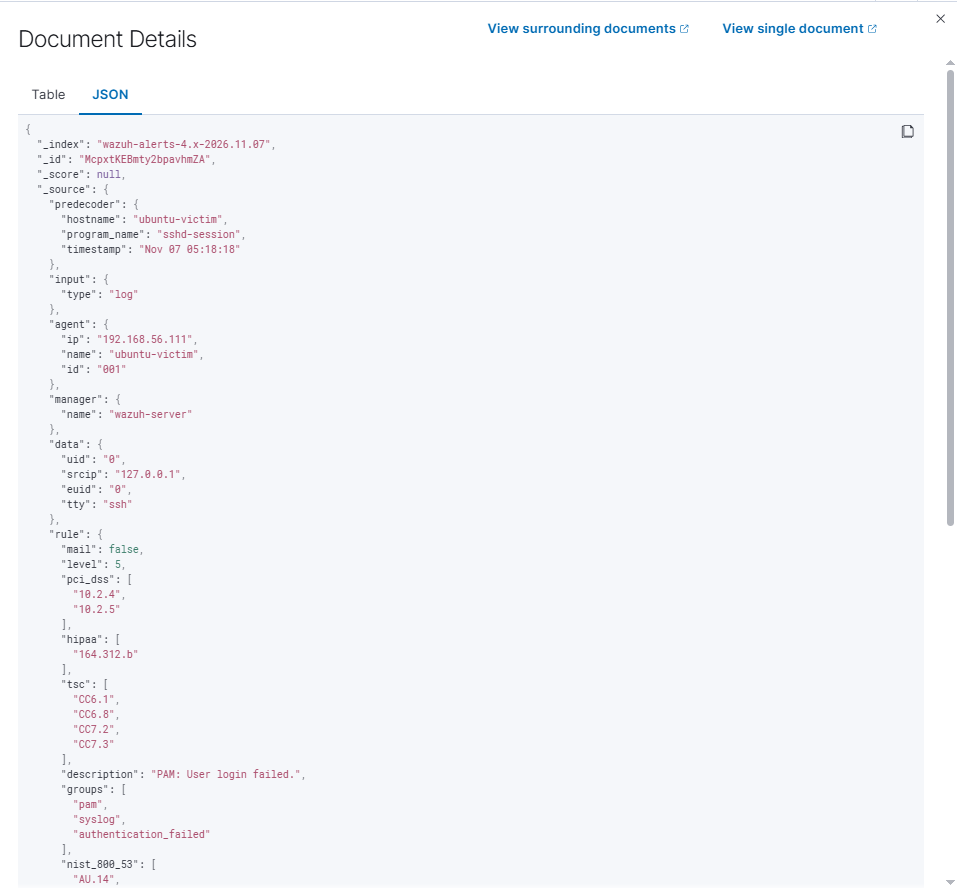 Document Details
View surrounding documents
View single document
Table
JSON
{
"_index": "wazuh-alerts-4.x-2026.11.07",
"_id": "McpxtKEBmty2bpavhmZA",
"_score": null,
"_source": {
"predecoder": {
"hostname": "ubuntu-victim",
"program_name": "sshd-session",
"timestamp": "Nov 07 05:18:18"
},
"input": {
"type": "log"
},
"agent": {
"ip": "192.168.56.111",
"name": "ubuntu-victim",
"id": "001"
},
"manager": {
"name": "wazuh-server"
},
"data": {
"uid": "0",
"srcip": "127.0.0.1",
"euid": "0",
"tty": "ssh"
},
"rule": {
"mail": false,
"level": 5,
"pci_dss": [
"10.2.4",
"10.2.5"
],
"hipaa": [
"164.312.b"
],
"tsc": [
"CC6.1",
"CC6.8",
"CC7.2",
"CC7.3"
],
"description": "PAM: User login failed.",
"groups": [
"pam",
"syslog",
"authentication_failed"
],
"nist_800_53": [
"AU.14",